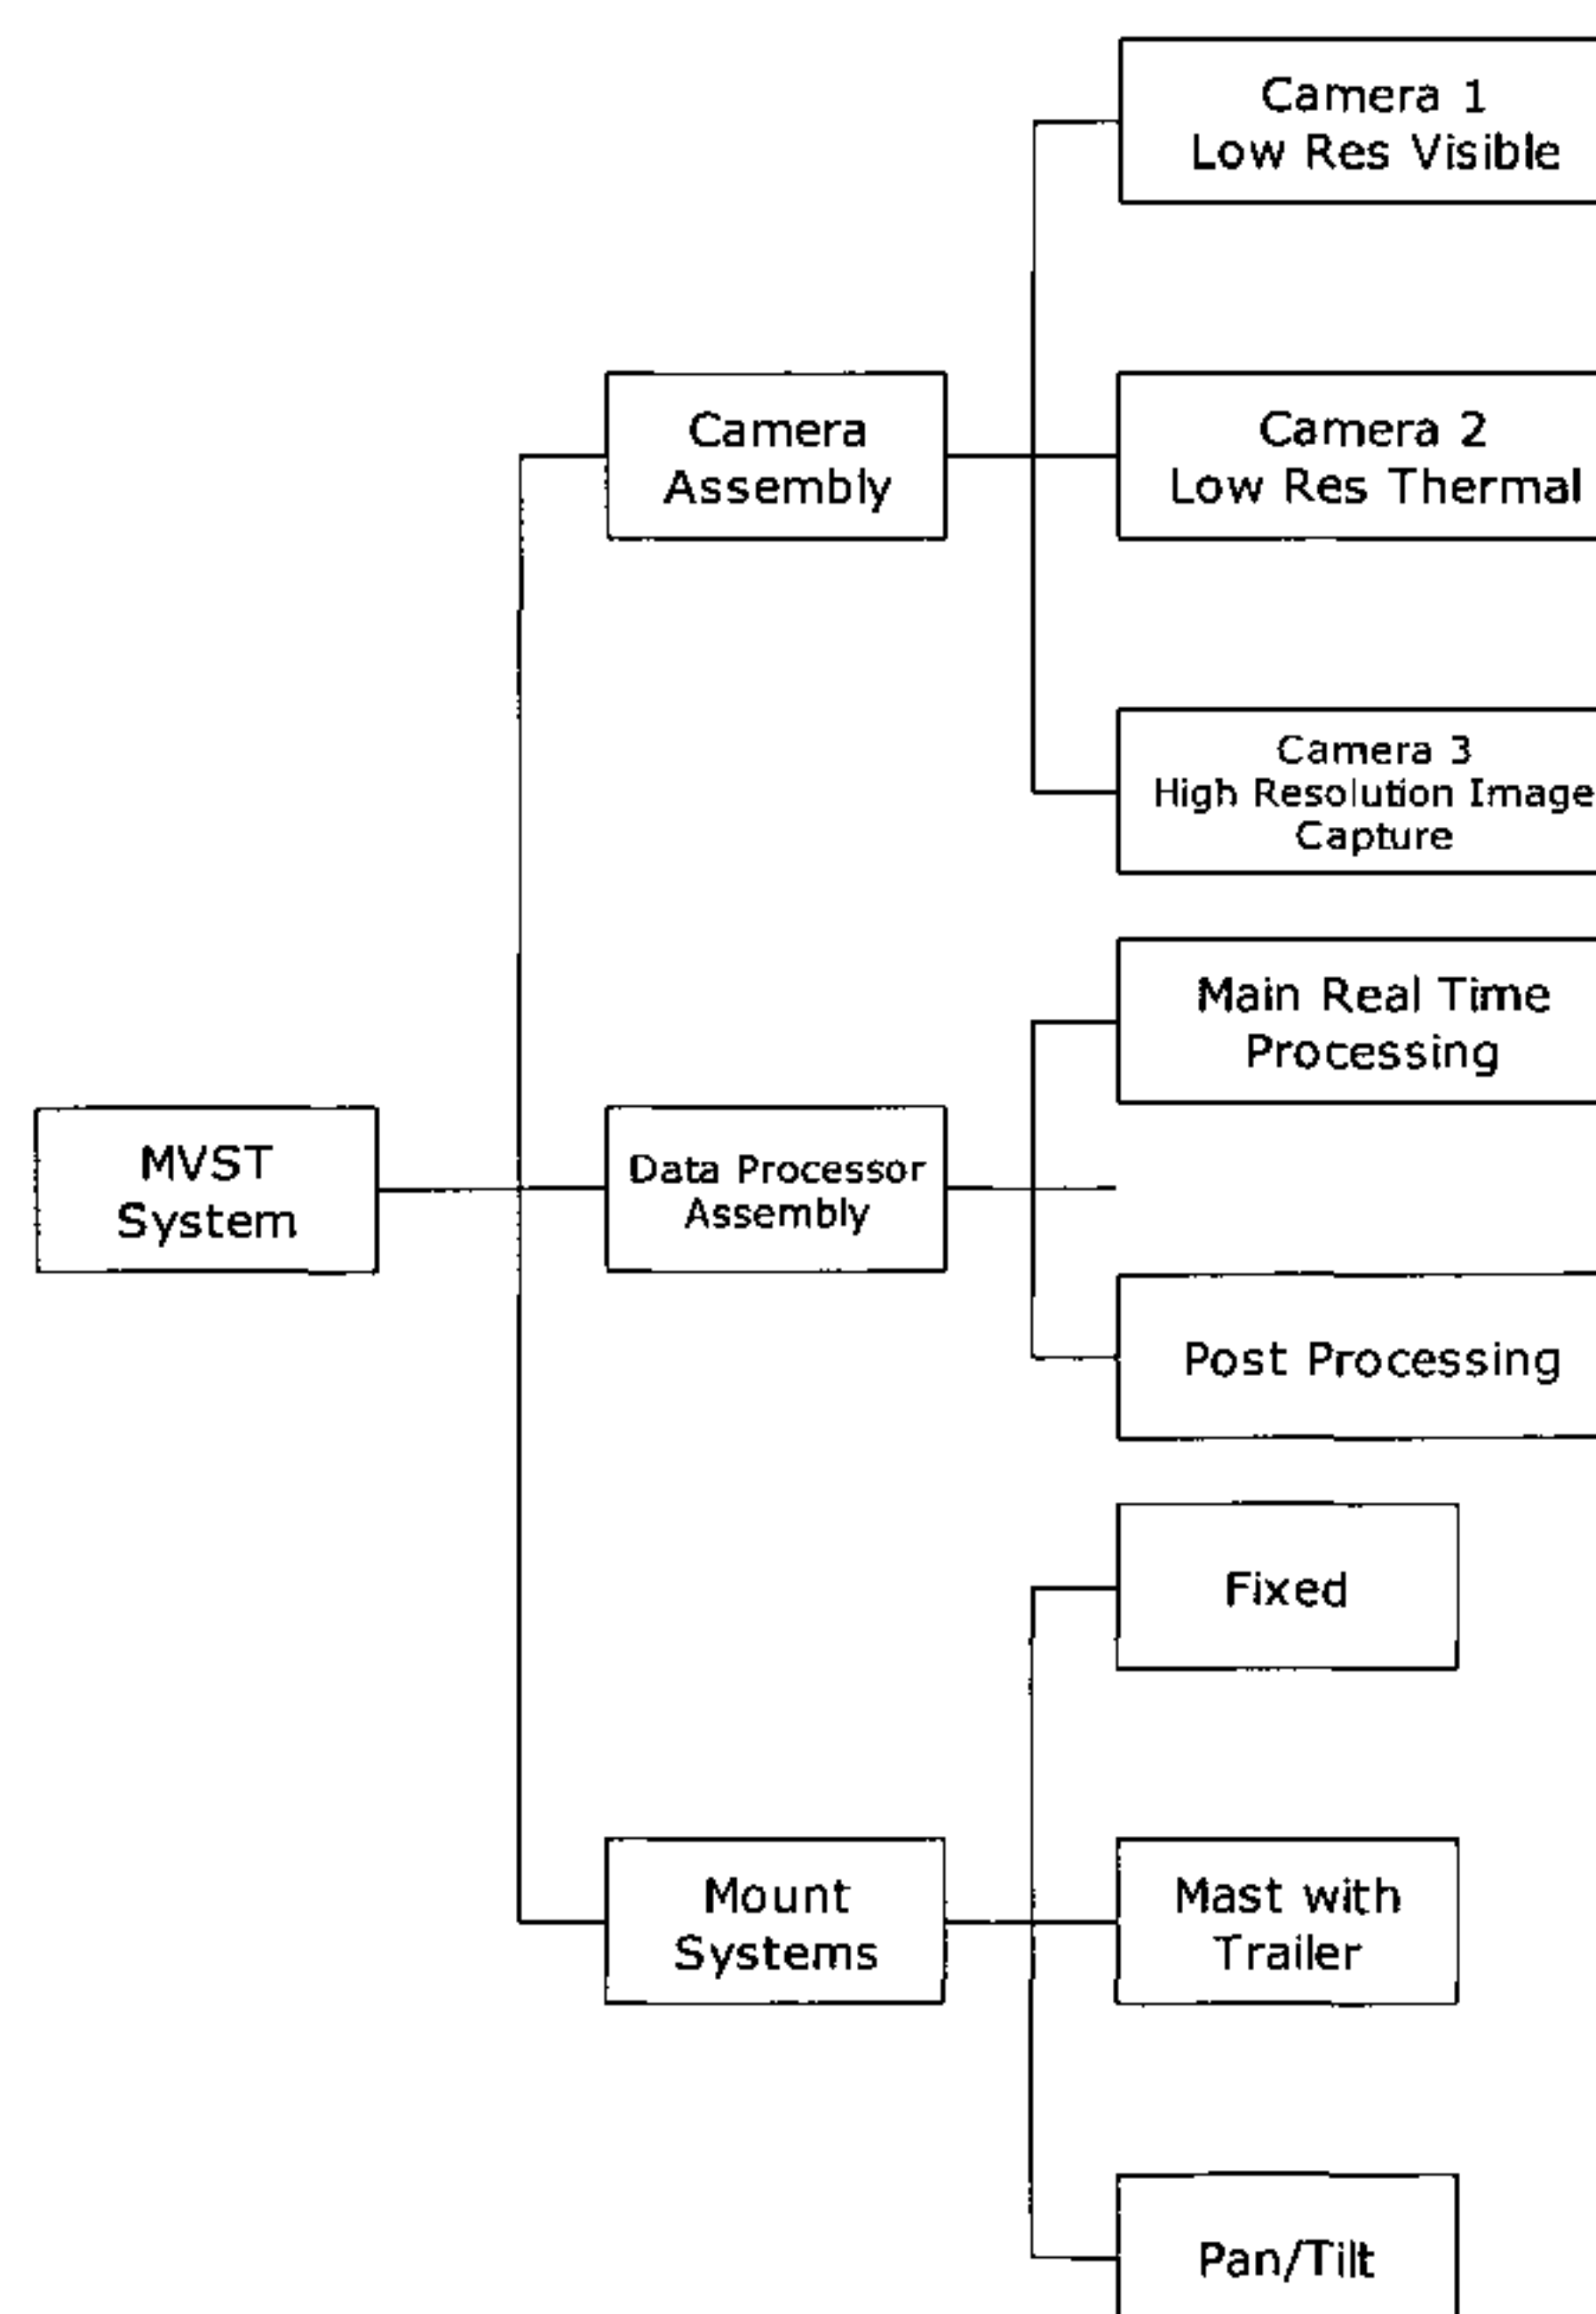 Camera 1
Low Res Visible
Camera
Assembly
Camera 2
Low Res Thermal
Camera 3
High Resolution Image
Capture
Main Real Time
Processing
MVST
System
Data Processor
Assembly
Post Processing
Fixed
Mount
Systems
Mast with
Trailer
Pan/Tilt